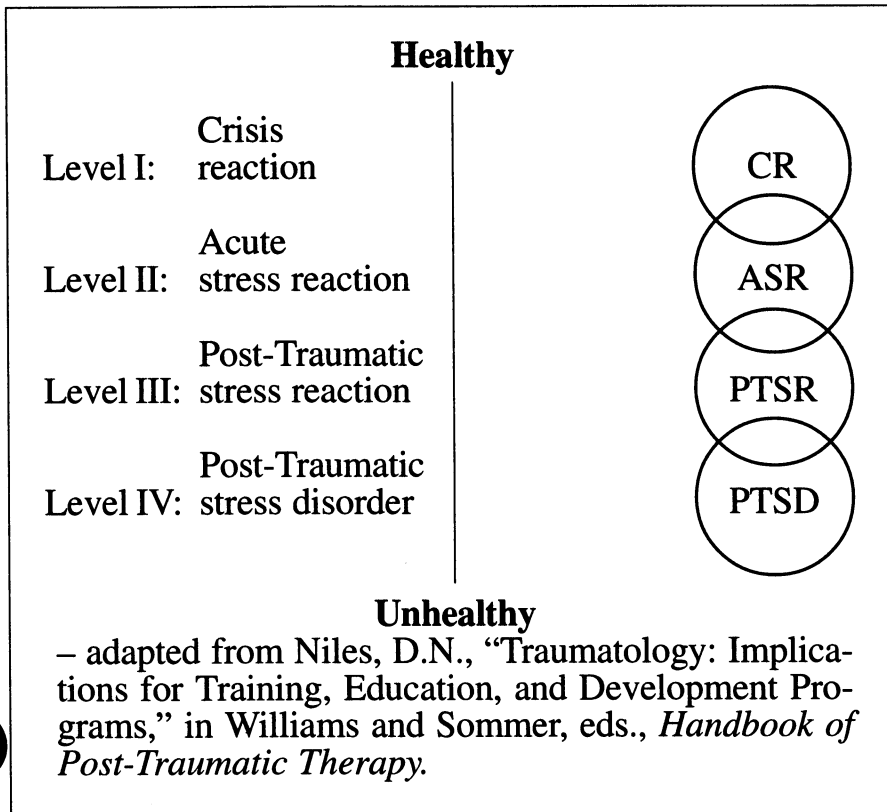 Healthy
Crisis
Level I: reaction
CR
Acute
Level II: stress reaction
ASR
Post-Traumatic
Level III: stress reaction
PTSR
Post-Traumatic
Level IV: stress disorder
PTSD
Unhealthy
– adapted from Niles, D.N., “Traumatology: Implica-
tions for Training, Education, and Development Pro-
grams,” in Williams and Sommer, eds., Handbook of
Post-Traumatic Therapy.